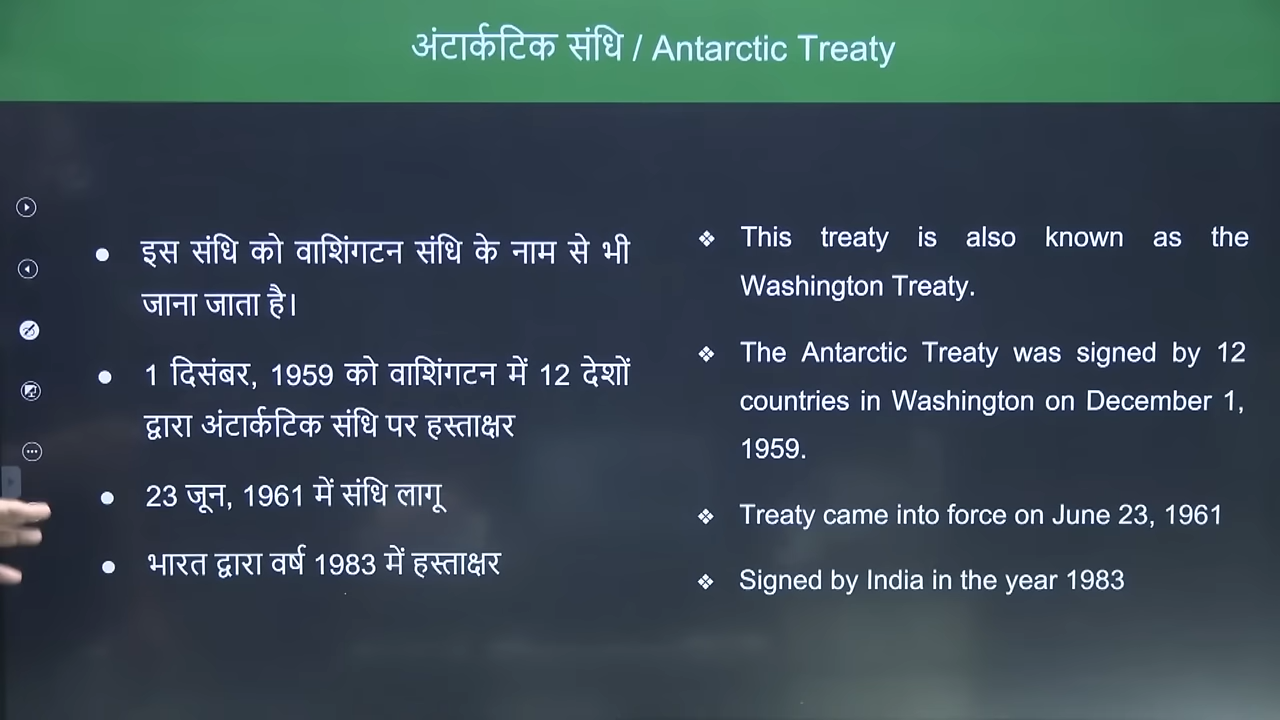 अंटार्कटिक संधि / Antarctic Treaty
इस संधि को वाशिंगटन संधि के नाम से भी
जाना जाता है।
1 दिसंबर, 1959 को वाशिंगटन में 12 देशों
द्वारा अंटार्कटिक संधि पर हस्ताक्षर
23 जून, 1961 में संधि लागू
भारत द्वारा वर्ष 1983 में हस्ताक्षर
This treaty is also known as the
Washington Treaty.
The Antarctic Treaty was signed by 12
countries in Washington on December 1,
1959.
Treaty came into force on June 23, 1961
Signed by India in the year 1983